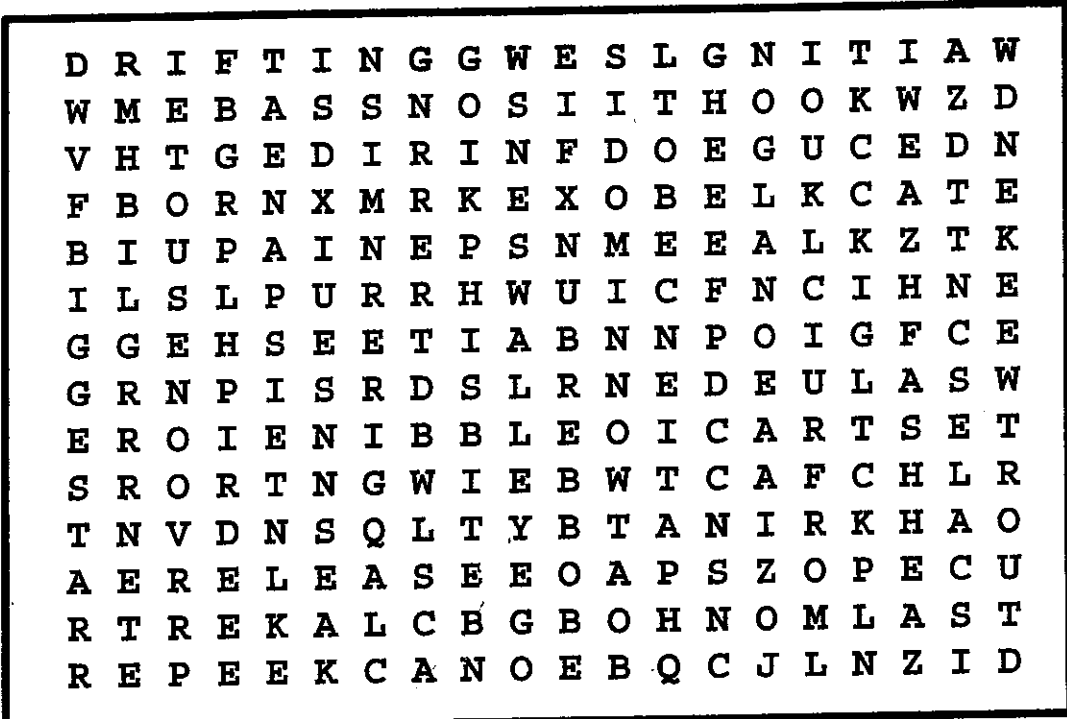 D R I F T I N G G W E S L G N I T I A W
W M E B A S S N O S I I T H O O K W Z D
V H T G E D I R I N F D O E G U C E D N
F B O R N X M R K E X O B E L K C A T E
B I U P A I N E P S N M E E A L K Z T K
I L S L P U R R H W U I C F N C I H N E
G G E H S E E T I A B N N P O I G F C E
G R N P I S R D S L R N E D E U L A S W
E R O I E N I B B L E O I C A R T S E T
S R O R T N G W I E B W T C A F C H L R
T N V D N S Q L T Y B T A N I R K H A O
A E R E L E A S E E O A P S Z O P E C U
R T R E K A L C B G B O H N O M L A S T
R E P E E K C A N O E B Q C J L N Z I D